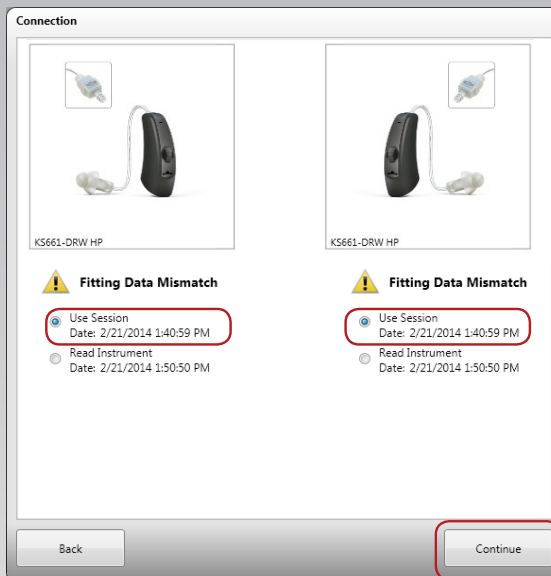 Connection
KS661-DRW HP
KS661-DRW HP
Fitting Data Mismatch
Use Session
Date: 2/21/2014 1:40:59 PM
Read Instrument
Date: 2/21/2014 1:50:50 PM
Fitting Data Mismatch
Use Session
Date: 2/21/2014 1:40:59 PM
Read Instrument
Date: 2/21/2014 1:50:50 PM
Back
Continue